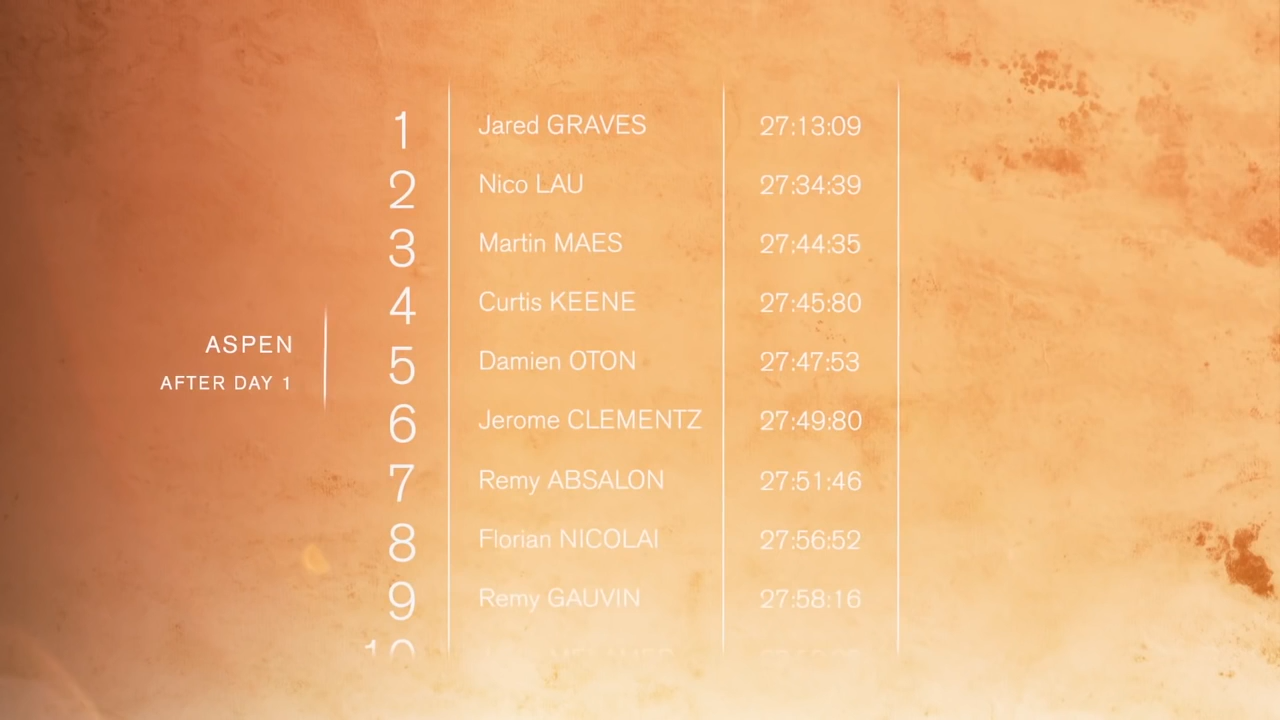 ASPEN
AFTER DAY 1
1 Jared GRAVES 27:13:09
2 Nico LAU 27:34:39
3 Martin MAES 27:44:35
4 Curtis KEENE 27:45:80
5 Damien OTON 27:47:53
6 Jerome CLEMENTZ 27:49:80
7 Remy ABSALON 27:51:46
8 Florian NICOLAI 27:56:52
9 Remy GAUVIN 27:58:16
10